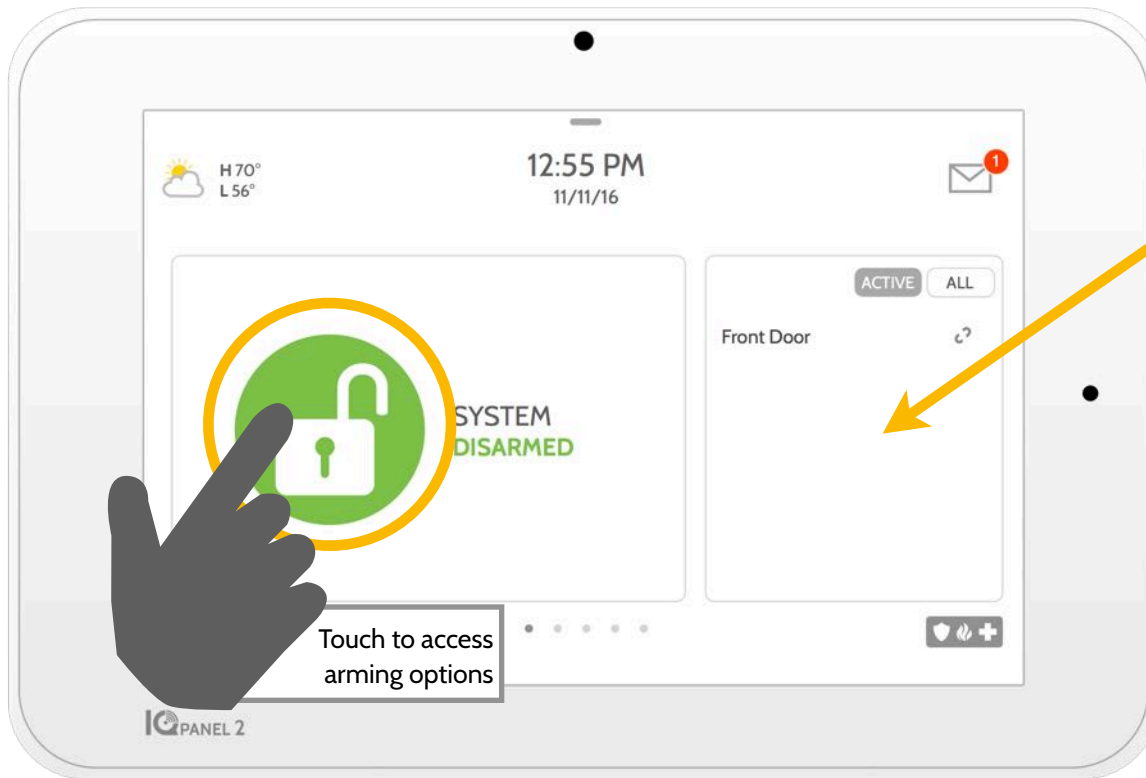 H 70°
L 56°
12:55 PM
11/11/16
1
ACTIVE
ALL
Front Door
SYSTEM
DISARMED
Touch to access
arming options
IQ PANEL 2